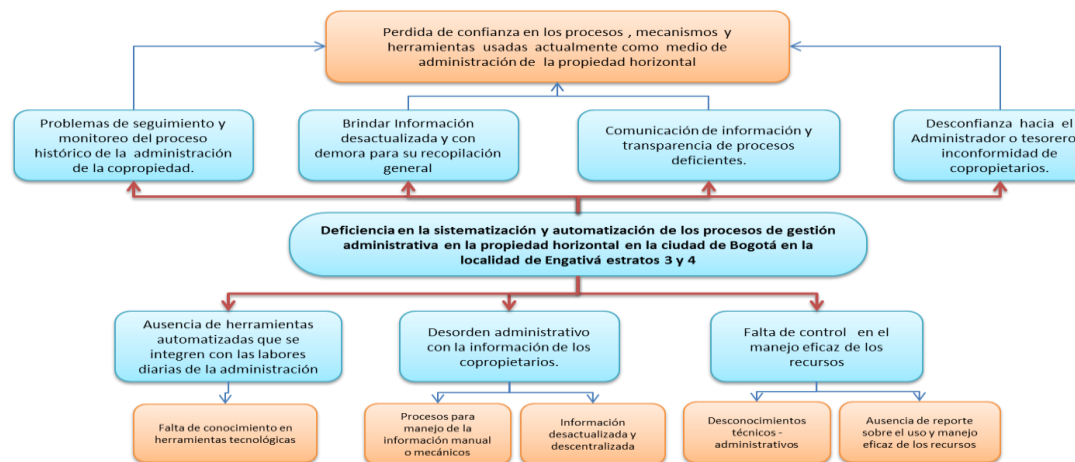 Perdida de confianza en los procesos , mecanismos y
herramientas usadas actualmente como medio de
administración de la propiedad horizontal
Problemas de seguimiento y
monitoreo del proceso
histórico de la administración
de la copropiedad.
Brindar Información
desactualizada y con
demora para su recopilación
general
Comunicación de información y
transparencia de procesos
deficientes.
Desconfianza hacia el
Administrador o tesorero
inconformidad de
copropietarios.
Deficiencia en la sistematización y automatización de los procesos de gestión
administrativa en la propiedad horizontal en la ciudad de Bogotá en la
localidad de Engativá estratos 3 y 4
Ausencia de herramientas
automatizadas que se
integren con las labores
diarias de la administración
Desorden administrativo
con la información de los
copropietarios.
Falta de control en el
manejo eficaz de los
recursos
Falta de conocimiento en
herramientas tecnológicas
Procesos para
manejo de la
información manual
o mecánicos
Información
desactualizada y
descentralizada
Desconocimientos
técnicos -
administrativos
Ausencia de reporte
sobre el uso y manejo
eficaz de los recursos